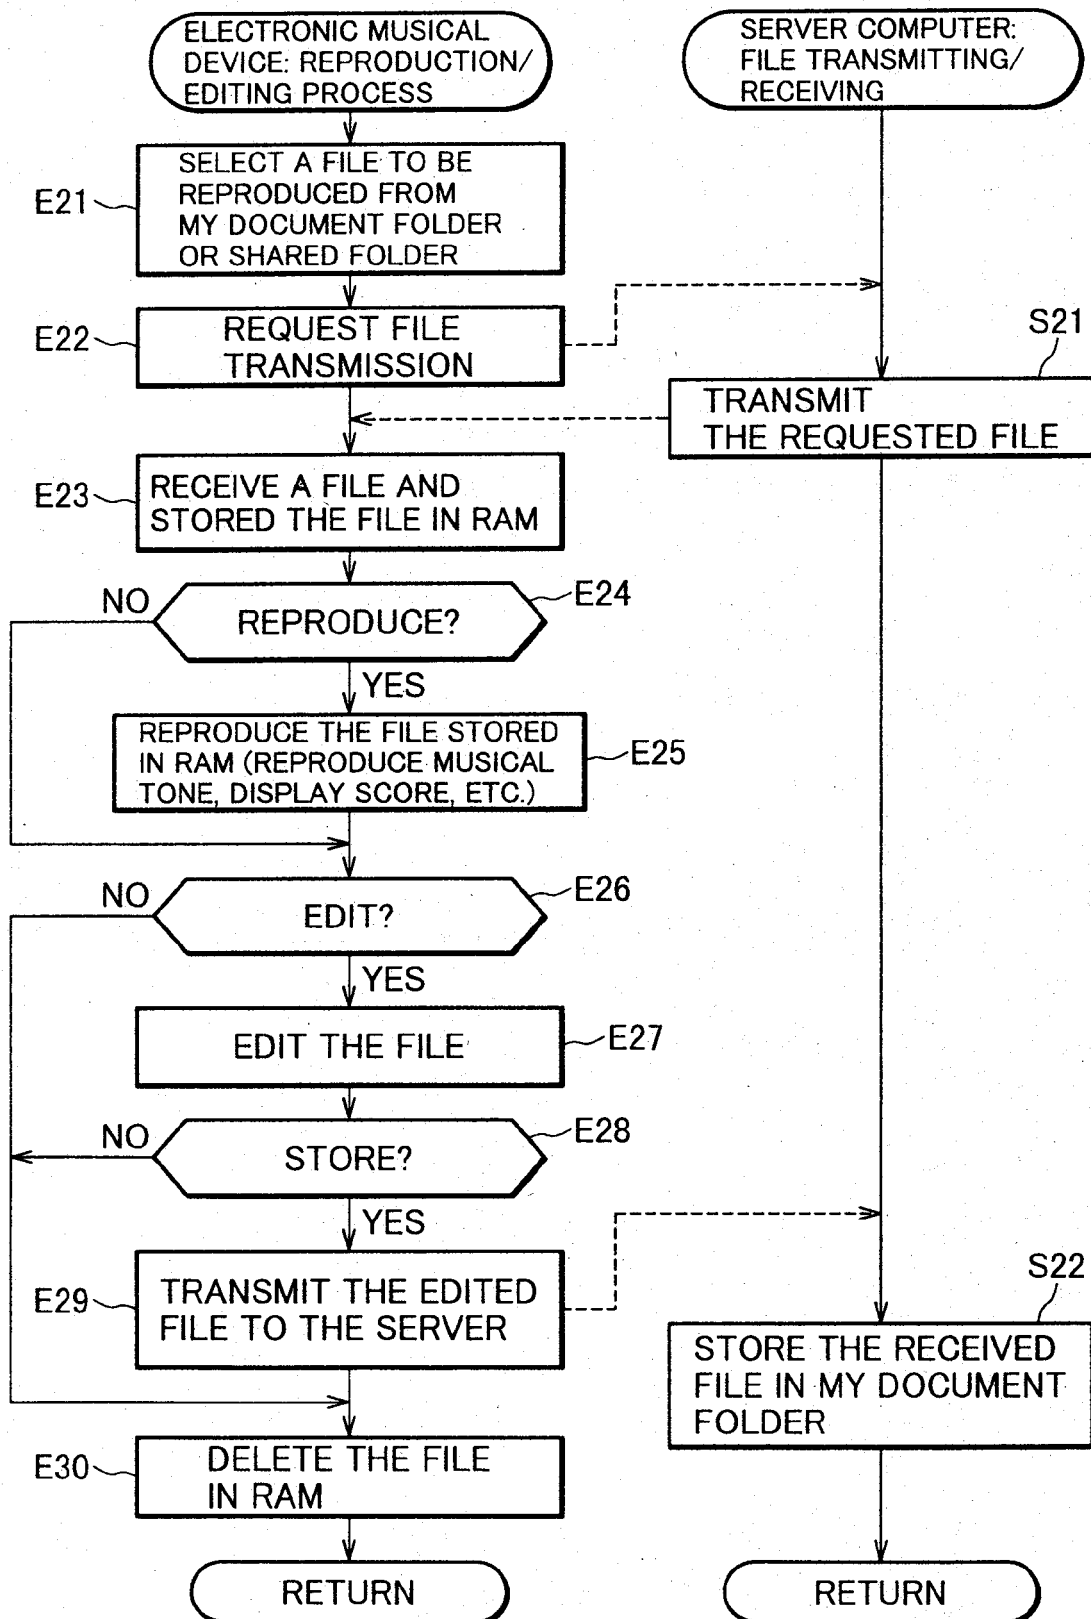 ELECTRONIC MUSICAL
DEVICE: REPRODUCTION/
EDITING PROCESS
SERVER COMPUTER:
FILE TRANSMITTING/
RECEIVING
E21
SELECT A FILE TO BE
REPRODUCED FROM
MY DOCUMENT FOLDER
OR SHARED FOLDER
E22
REQUEST FILE
TRANSMISSION
S21
TRANSMIT
THE REQUESTED FILE
E23
RECEIVE A FILE AND
STORED THE FILE IN RAM
NO
REPRODUCE?
E24
YES
REPRODUCE THE FILE STORED
IN RAM (REPRODUCE MUSICAL
TONE, DISPLAY SCORE, ETC.)
E25
NO
EDIT?
E26
YES
EDIT THE FILE
E27
NO
STORE?
E28
YES
E29
TRANSMIT THE EDITED
FILE TO THE SERVER
S22
STORE THE RECEIVED
FILE IN MY DOCUMENT
FOLDER
E30
DELETE THE FILE
IN RAM
RETURN
RETURN